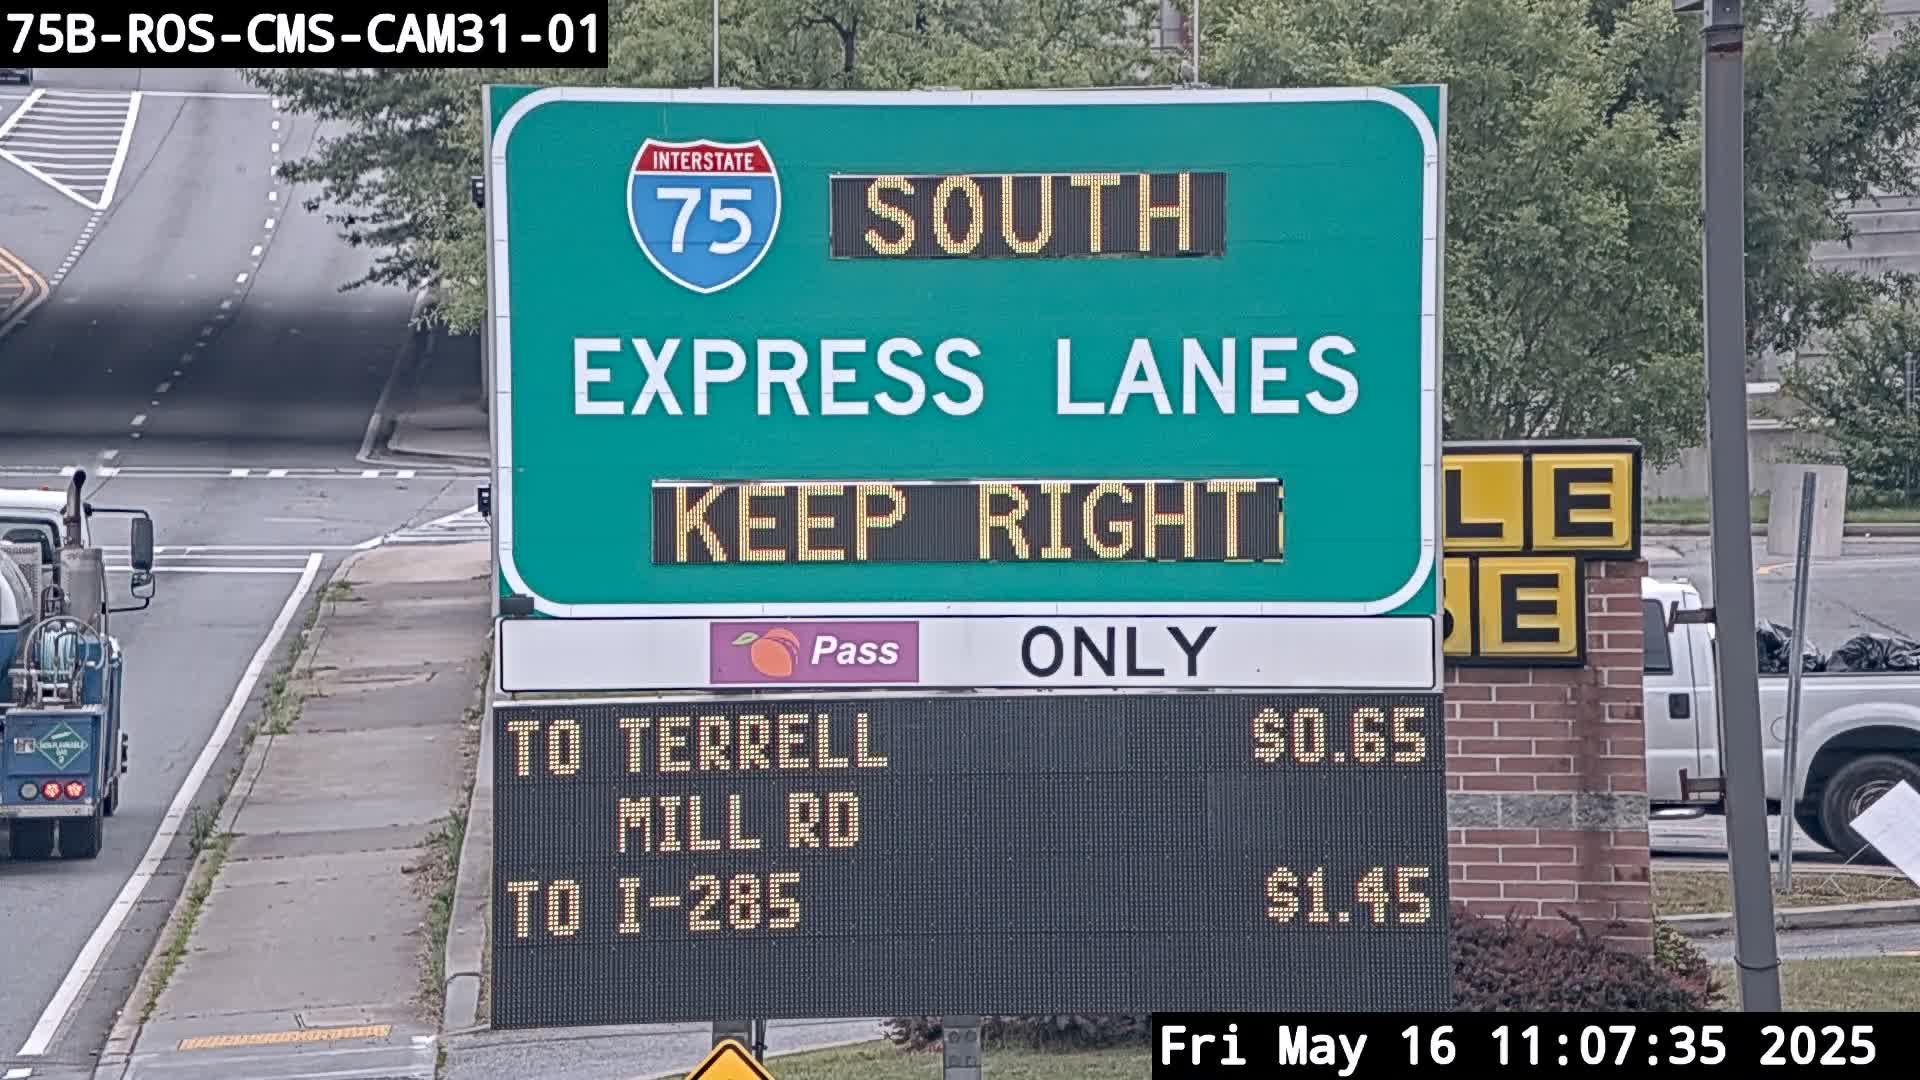 75B-ROS-CMS-CAM31-01
INTERSTATE
75
SOUTH
EXPRESS LANES
KEEP RIGHT
Pass ONLY
TO TERRELL $0.65
MILL RD
TO I-285 $1.45
LE
E
Fri May 16 11:07:35 2025